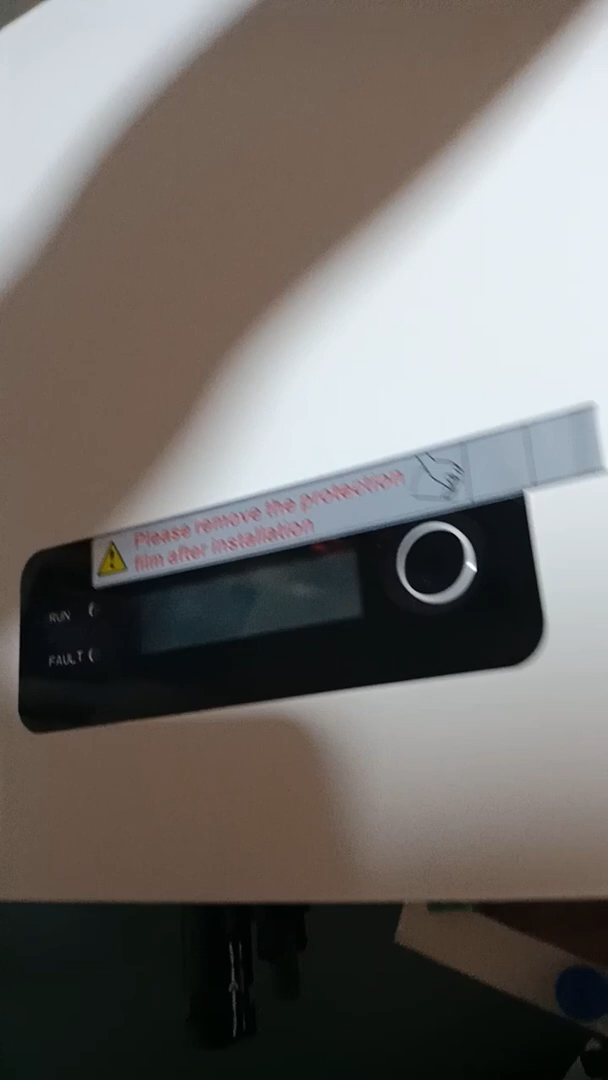 Please remove the protection
film after installation
RUN
FAULT